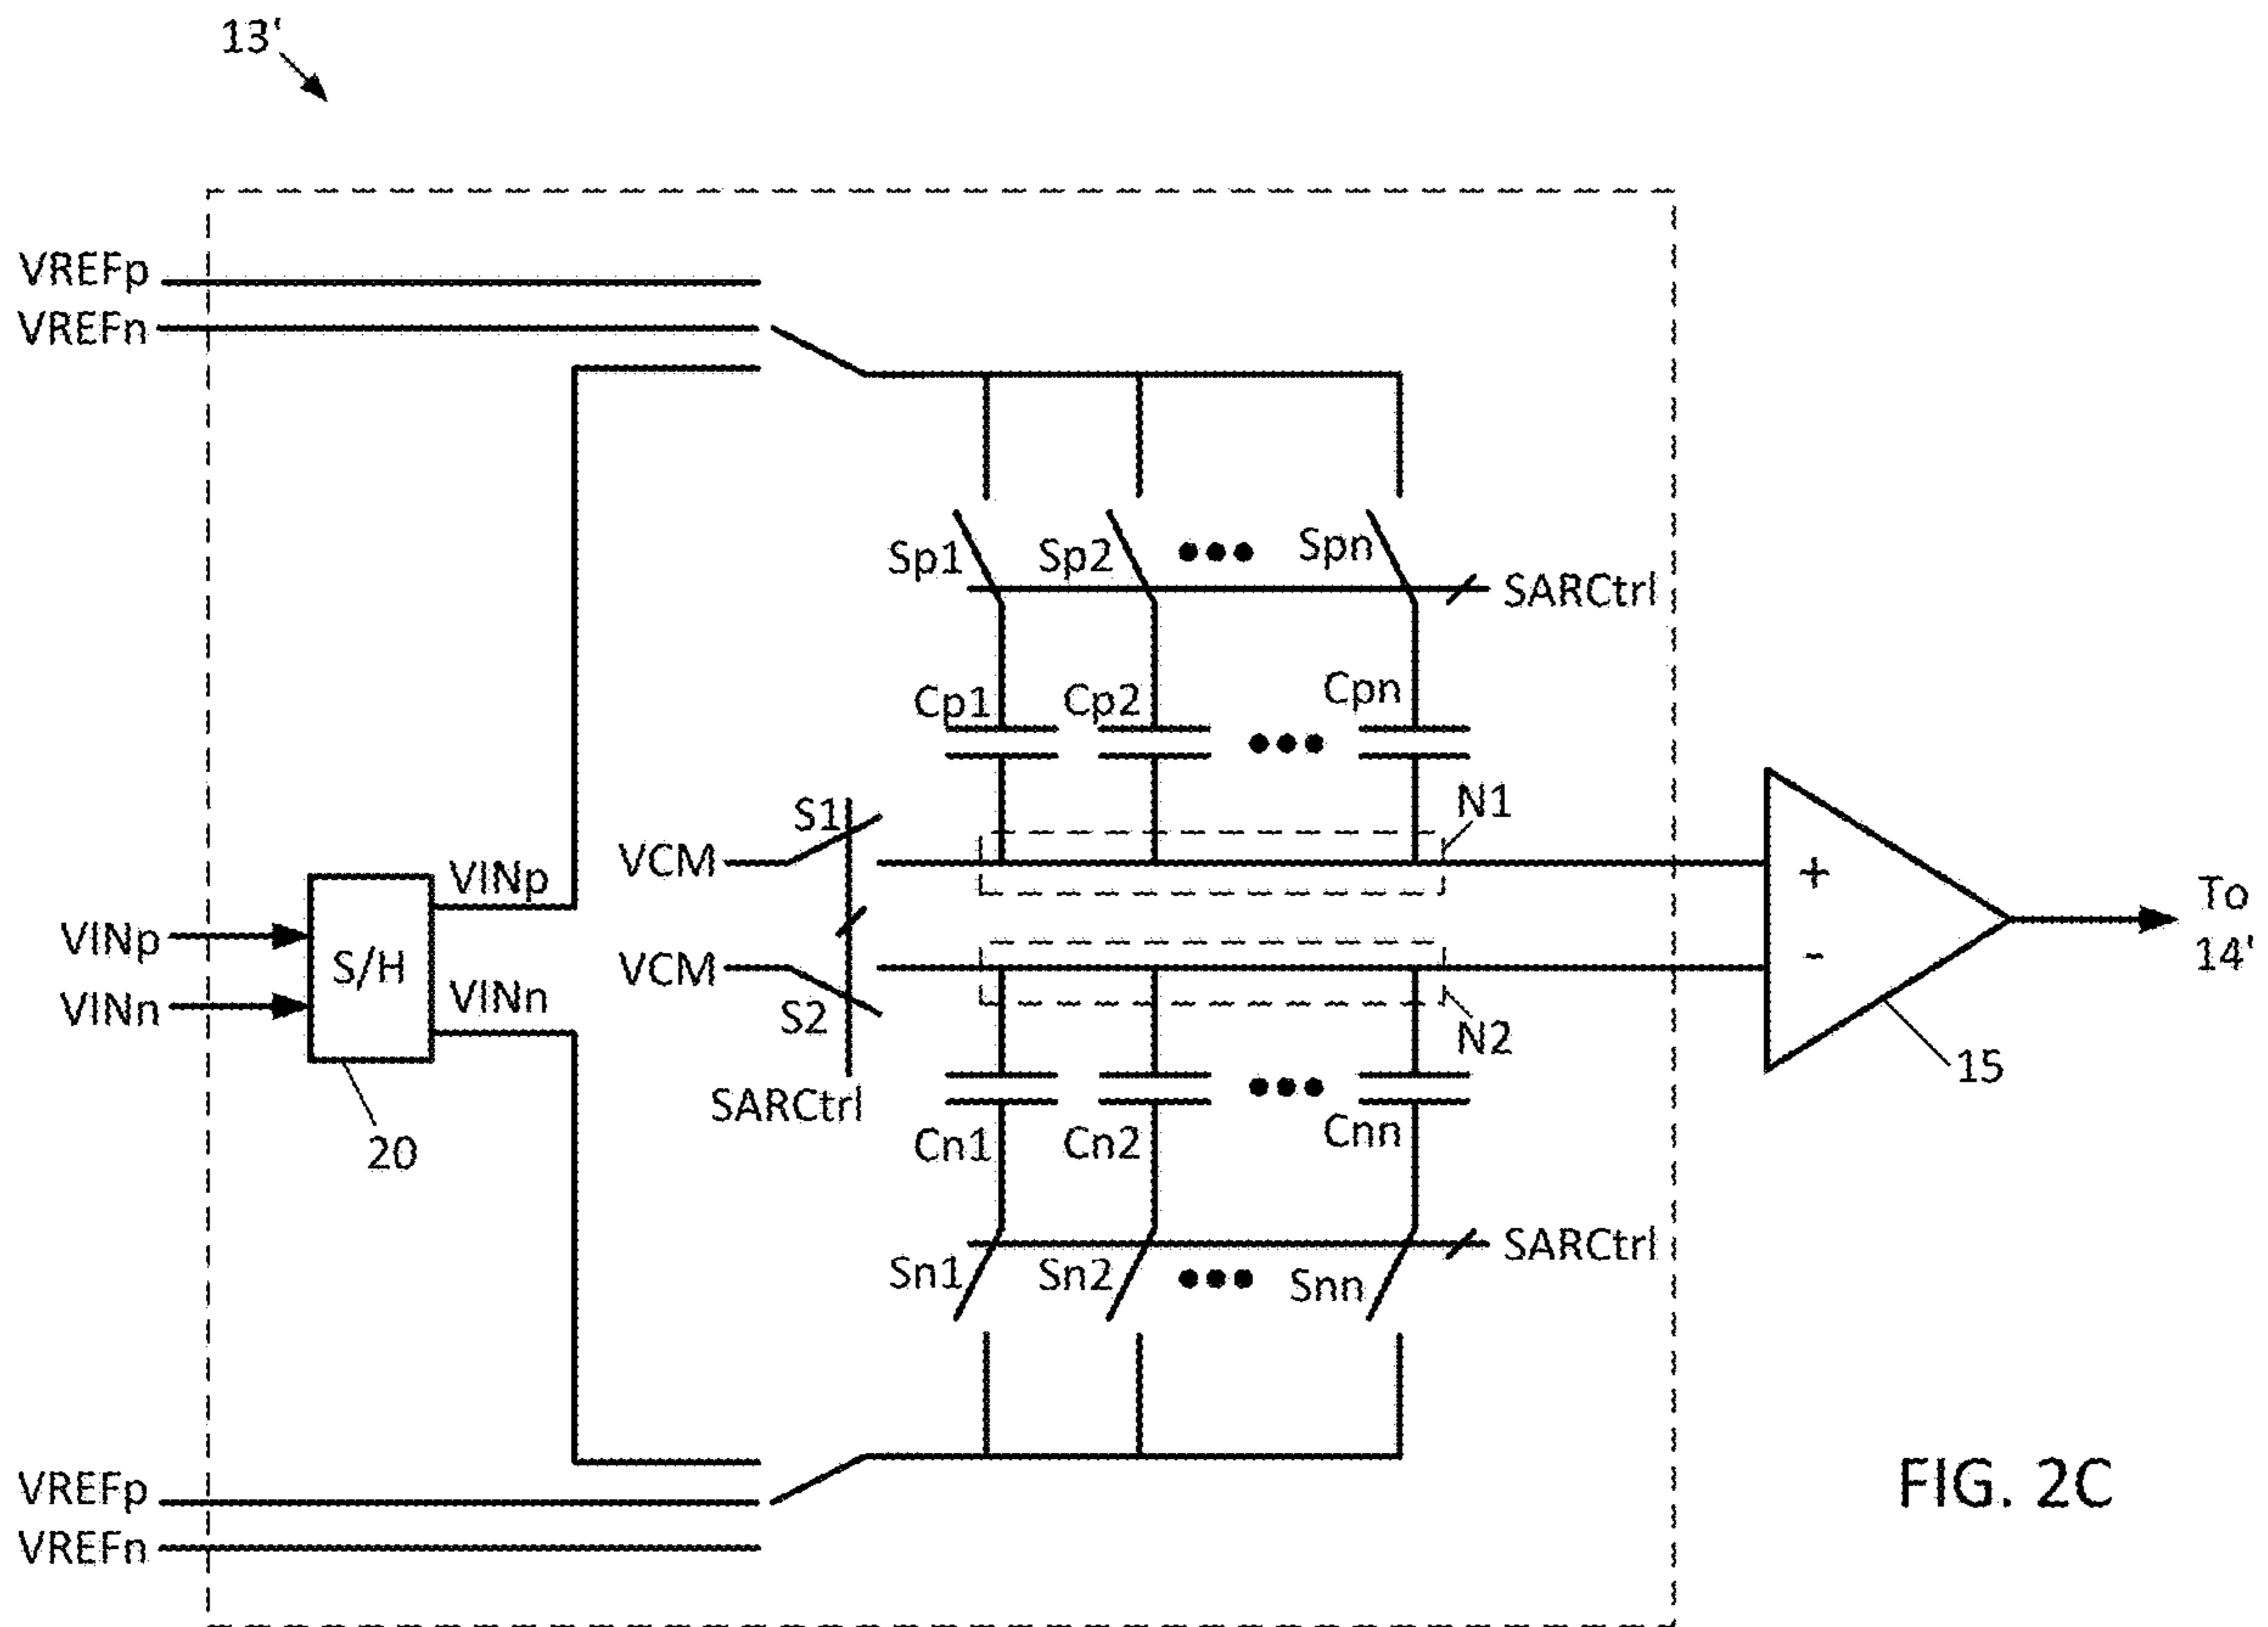 13'
VREFp
VREFn
Sp1
Sp2
Spn
SARCtrl
Cp1
Cp2
Cpn
S1
N1
VCM
+
VINp
VINp
S/H
VINn
VINn
VCM
-
S2
N2
To
14'
15
20
SARCtrl
Cn1
Cn2
Cnn
SARCtrl
Sn1
Sn2
Snn
VREFp
VREFn
FIG. 2C